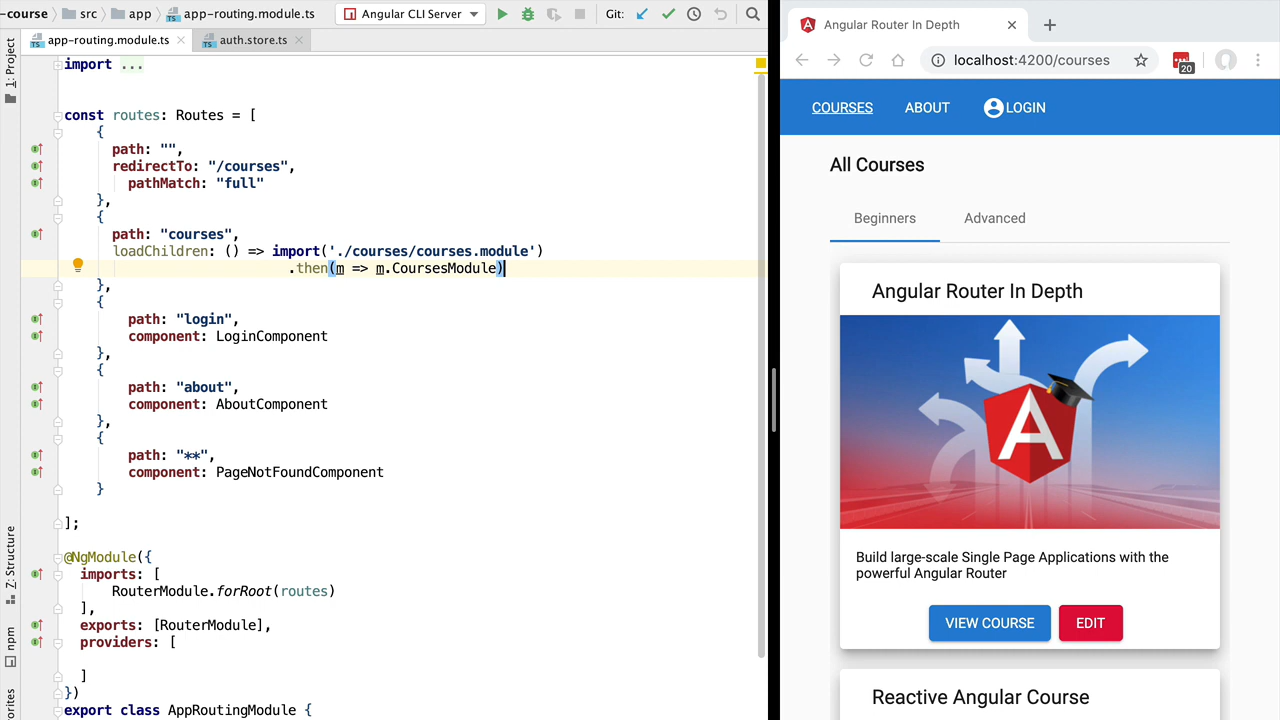 -course
src
app
app-routing.module.ts
Angular CLI Server
Git:
app-routing.module.ts
auth.store.ts
1: Project
Z: Structure
npm
orites
import ...
const routes: Routes = [
{
path: "",
redirectTo: "/courses",
pathMatch: "full"
},
{
path: "courses",
loadChildren: () => import('./courses/courses.module')
.then(m => m.CoursesModule)
},
{
path: "login",
component: LoginComponent
},
{
path: "about",
component: AboutComponent
},
{
path: "**",
component: PageNotFoundComponent
}
];
@NgModule({
imports: [
RouterModule.forRoot(routes)
],
exports: [RouterModule],
providers: [
]
})
export class AppRoutingModule {
Angular Router In Depth
localhost:4200/courses
20
COURSES
ABOUT
LOGIN
All Courses
Beginners
Advanced
Angular Router In Depth
Build large-scale Single Page Applications with the
powerful Angular Router
VIEW COURSE
EDIT
Reactive Angular Course